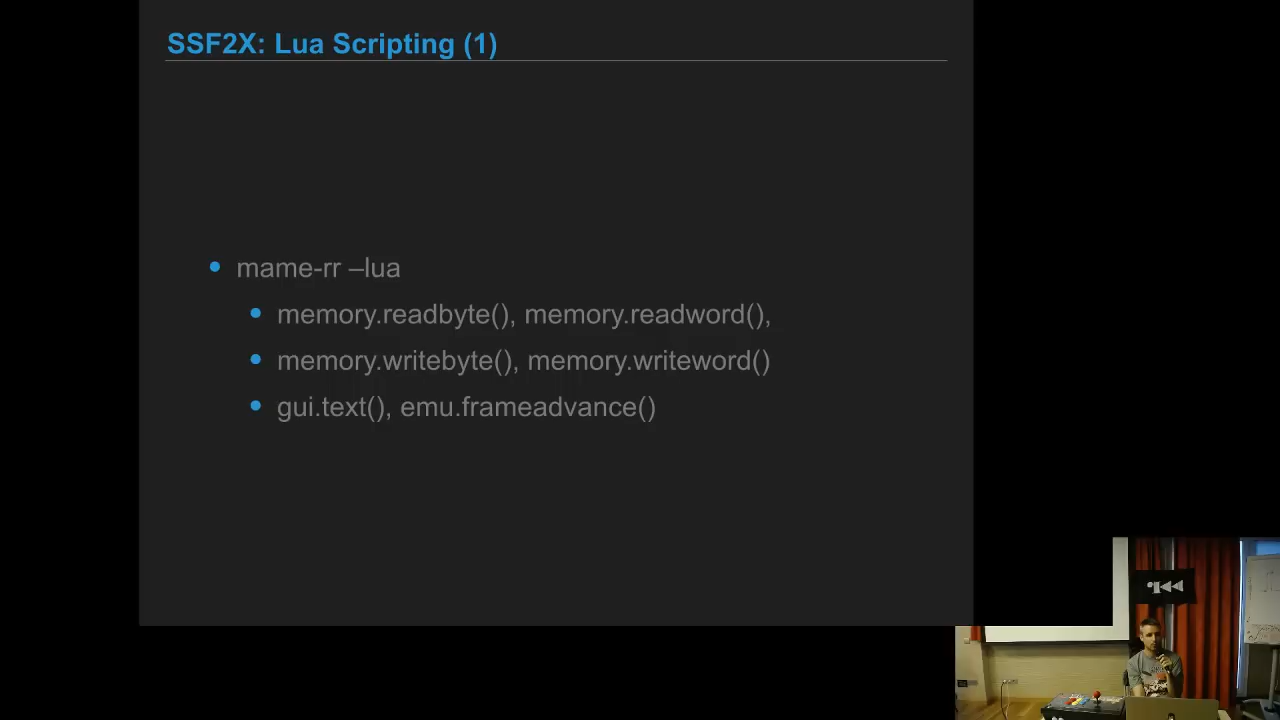 SSF2X: Lua Scripting (1)
mame-rr –lua
memory.readbyte(), memory.readword(),
memory.writebyte(), memory.writeword()
gui.text(), emu.frameadvance()